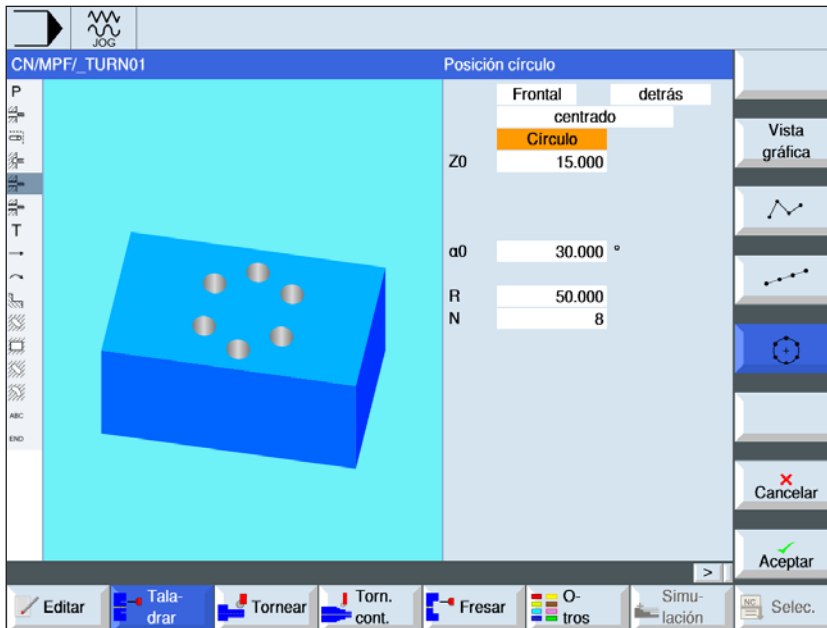 JOG
CN/MPF/_TURN01
Posición círculo
P
T
ABC
END
Frontal detrás
centrado
Círculo
Z0 15.000
α0 30.000 °
R 50.000
N 8
Vista
gráfica
Cancelar
Aceptar
>
Editar
Tala-
drar
Tornear
Torn.
cont.
Fresar
O-
tros
Simu-
lación
NC
Selec.